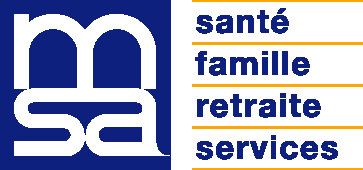 msa
santé
famille
retraite
services